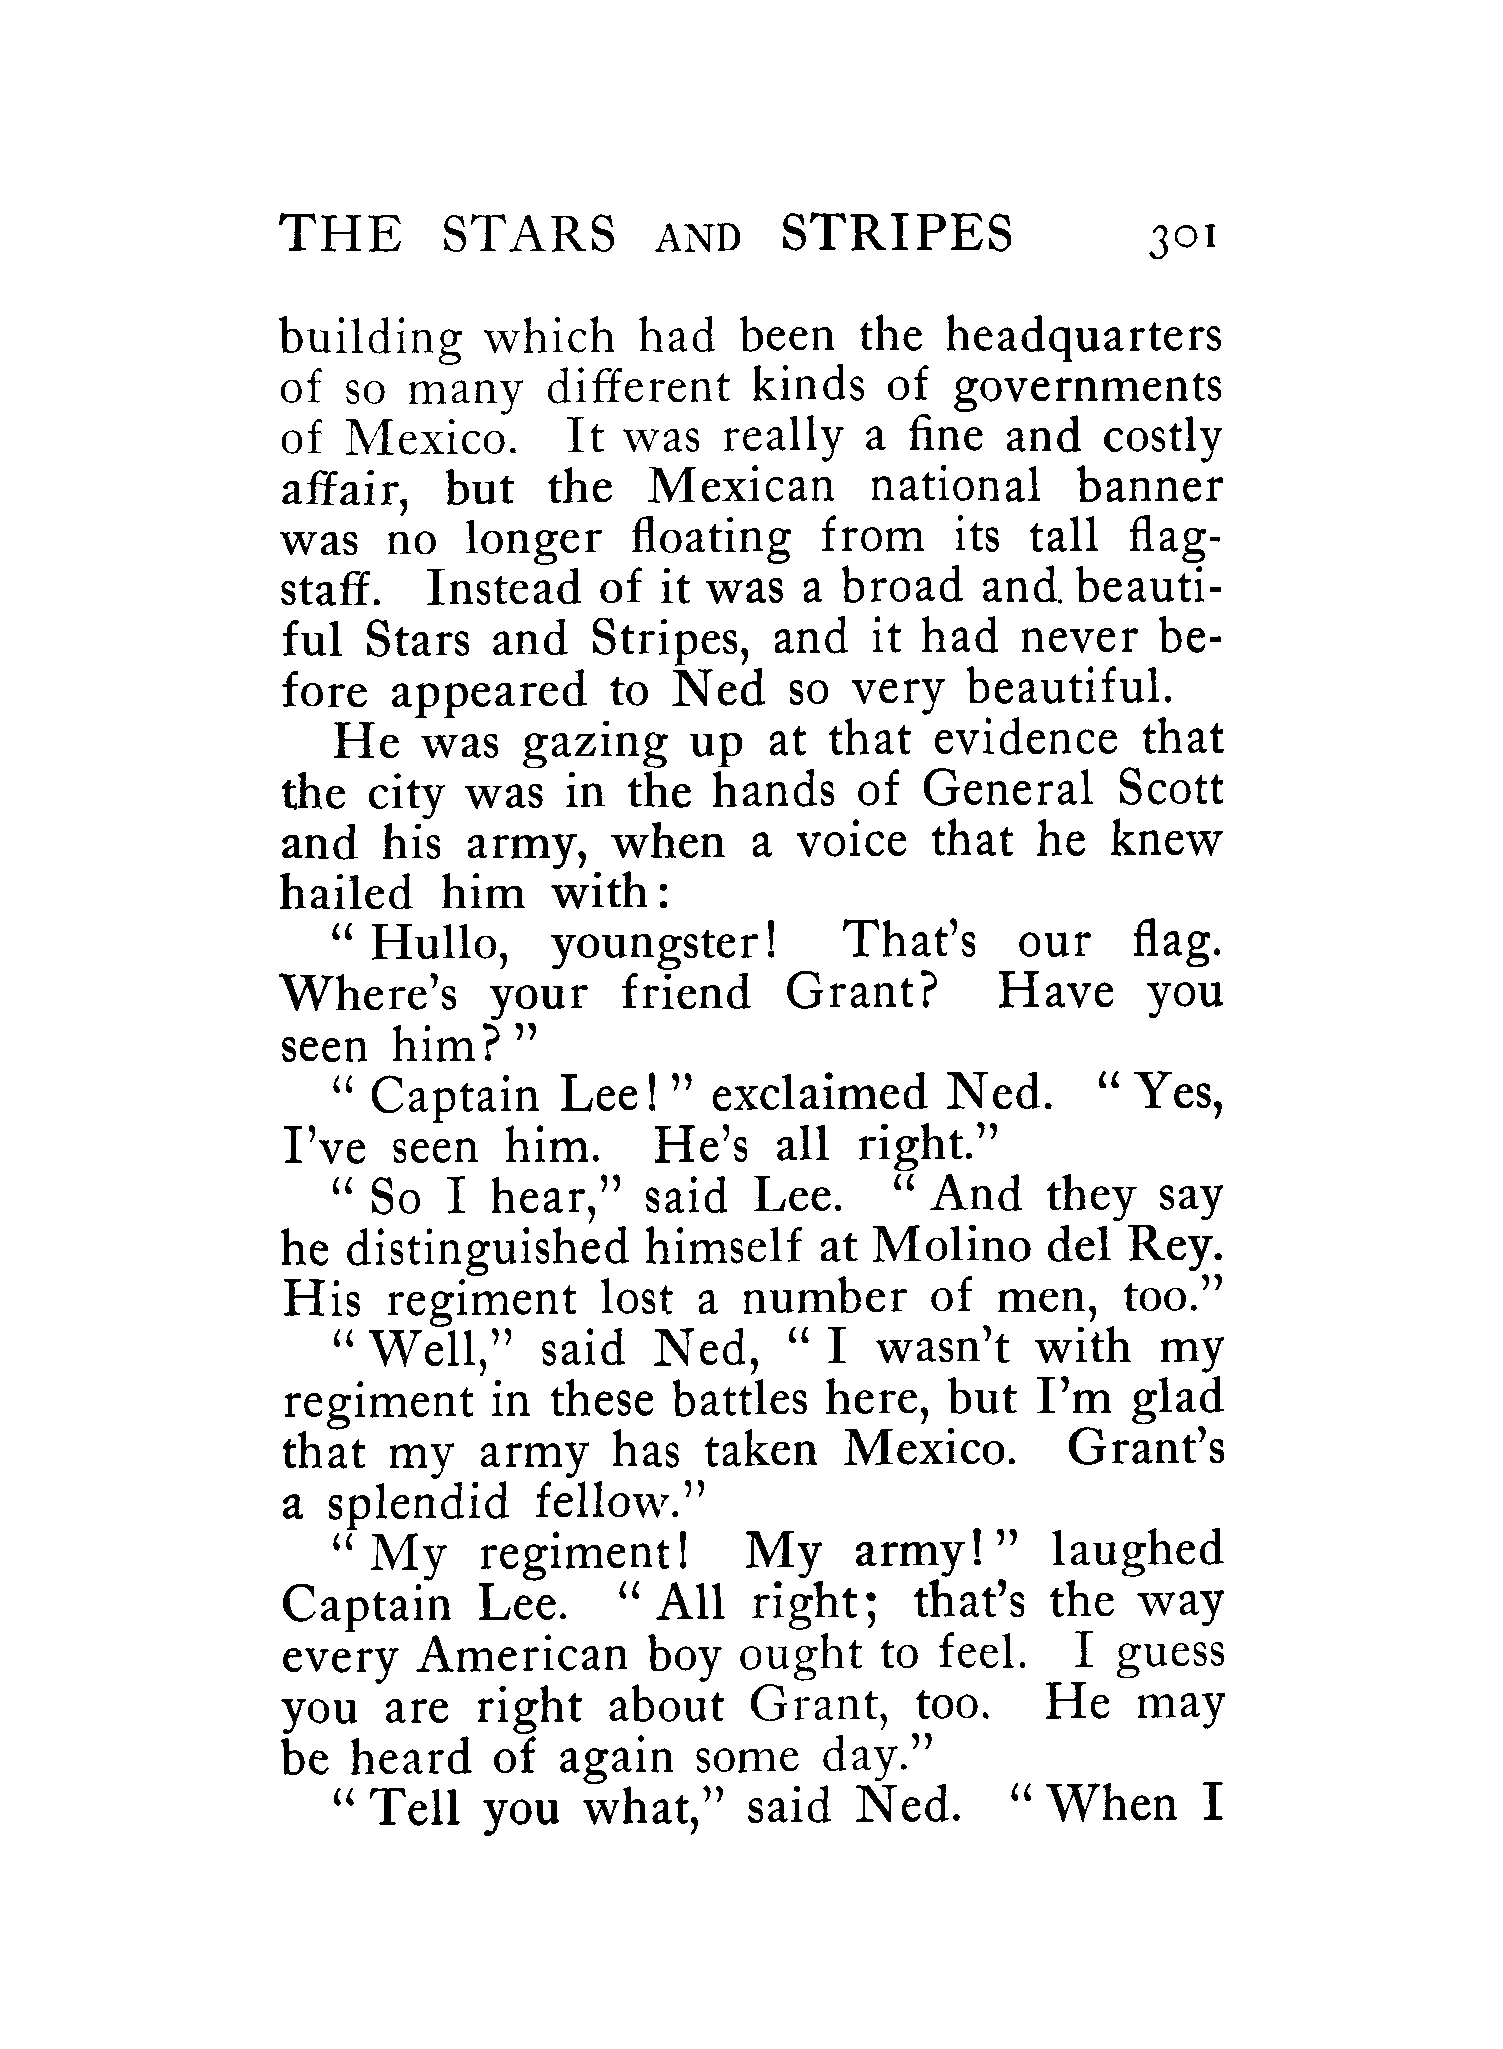 THE STARS AND STRIPES 301
building which had been the headquarters
of so many different kinds of governments
of Mexico. It was really a fine and costly
affair, but the Mexican national banner
was no longer floating from its tall flag-
staff. Instead of it was a broad and. beauti-
ful Stars and Stripes, and it had never be-
fore appeared to Ned so very beautiful.
He was gazing up at that evidence that
the city was in the hands of General Scott
and his army, when a voice that he knew
hailed him with:
“ Hullo, youngster! That’s our flag.
Where’s your friend Grant? Have you
seen him? ”
“ Captain Lee! ” exclaimed Ned. “ Yes,
I’ve seen him. He’s all right.”
“ So I hear,” said Lee. “ And they say
he distinguished himself at Molino del Rey.
His regiment lost a number of men, too.”
“ Well,” said Ned, “ I wasn’t with my
regiment in these battles here, but I’m glad
that my army has taken Mexico. Grant’s
a splendid fellow.”
“ My regiment! My army! ” laughed
Captain Lee. “ All right; that’s the way
every American boy ought to feel. I guess
you are right about Grant, too. He may
be heard of again some day.”
“ Tell you what,” said Ned. “ When I